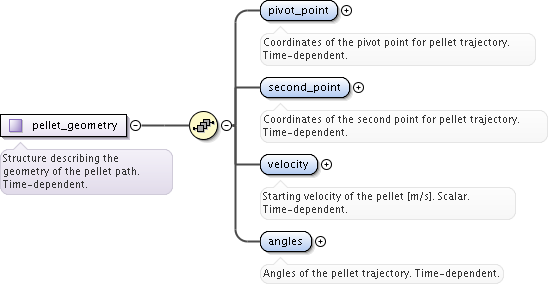 pivot_point
Coordinates of the pivot point for pellet trajectory.
Time-dependent.
second_point
Coordinates of the second point for pellet trajectory.
Time-dependent.
pellet_geometry
Structure describing the
geometry of the pellet path.
Time-dependent.
velocity
Starting velocity of the pellet [m/s]. Scalar.
Time-dependent.
angles
Angles of the pellet trajectory. Time-dependent.